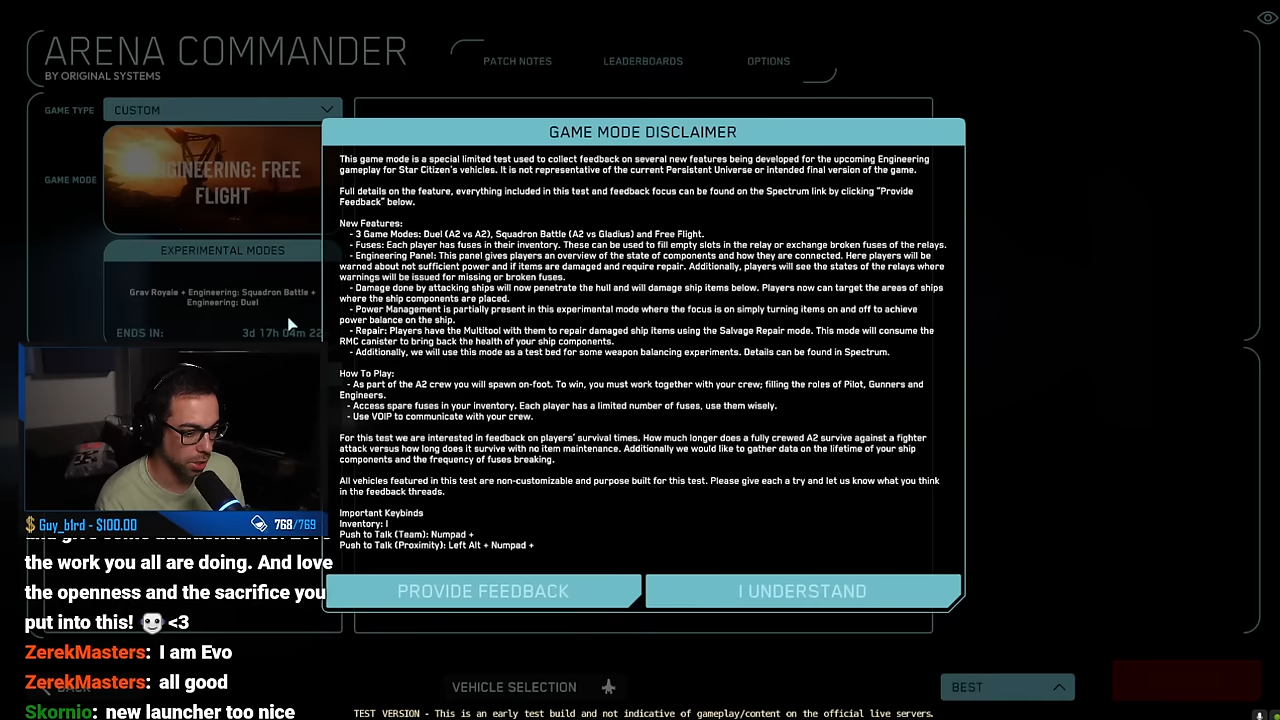 ARENA COMMANDER
BY ORIGINAL SYSTEMS
PATCH NOTES
LEADERBOARDS
OPTIONS
GAME TYPE
CUSTOM
GAME MODE
ENGINEERING: FREE
FLIGHT
EXPERIMENTAL MODES
Grav Royale + Engineering: Squadron Battle +
Engineering: Duel
ENDS IN:
3d 17h 04m 22
GAME MODE DISCLAIMER
This game mode is a special limited test used to collect feedback on several new features being developed for the upcoming Engineering
gameplay for Star Citizen's vehicles. It is not representative of the current Persistent Universe or intended final version of the game.
Full details on the feature, everything included in this test and feedback focus can be found on the Spectrum link by clicking "Provide
Feedback" below.
New Features:
- 3 Game Modes: Duel (A2 vs A2), Squadron Battle (A2 vs Gladius) and Free Flight.
- Fuses: Each player has fuses in their inventory. These can be used to fill empty slots in the relay or exchange broken fuses of the relays.
- Engineering Panel: This panel gives players an overview of the state of components and how they are connected. Here players will be
warned about not sufficient power and if items are damaged and require repair. Additionally, players will see the states of the relays where
warnings will be issued for missing or broken fuses.
- Damage done by attacking ships will now penetrate the hull and will damage ship items below. Players now can target the areas of ships
where the ship components are placed.
- Power Management is partially present in this experimental mode where the focus is on simply turning items on and off to achieve
power balance on the ship.
- Repair: Players have the Multitool with them to repair damaged ship items using the Salvage Repair mode. This mode will consume the
RMC canister to bring back the health of your ship components.
- Additionally, we will use this mode as a test bed for some weapon balancing experiments. Details can be found in Spectrum.
How To Play:
- As part of the A2 crew you will spawn on-foot. To win, you must work together with your crew; filling the roles of Pilot, Gunners and
Engineers.
- Access spare fuses in your inventory. Each player has a limited number of fuses, use them wisely.
- Use VOIP to communicate with your crew.
For this test we are interested in feedback on players' survival times. How much longer does a fully crewed A2 survive against a fighter
attack versus how long does it survive with no item maintenance. Additionally we would like to gather data on the lifetime of your ship
components and the frequency of fuses breaking.
All vehicles featured in this test are non-customizable and purpose built for this test. Please give each a try and let us know what you think
in the feedback threads.
Important Keybinds
Inventory: I
Push to Talk (Team): Numpad +
Push to Talk (Proximity): Left Alt + Numpad +
PROVIDE FEEDBACK
I UNDERSTAND
$ Guy_b1rd - $100.00
768/769
the work you all are doing. And love
the openness and the sacrifice you
put into this! <3
ZerekMasters: I am Evo
ZerekMasters: all good
Skornio: new launcher too nice
BACK
VEHICLE SELECTION
BEST
TEST VERSION - This is an early test build and not indicative of gameplay/content on the official live servers.